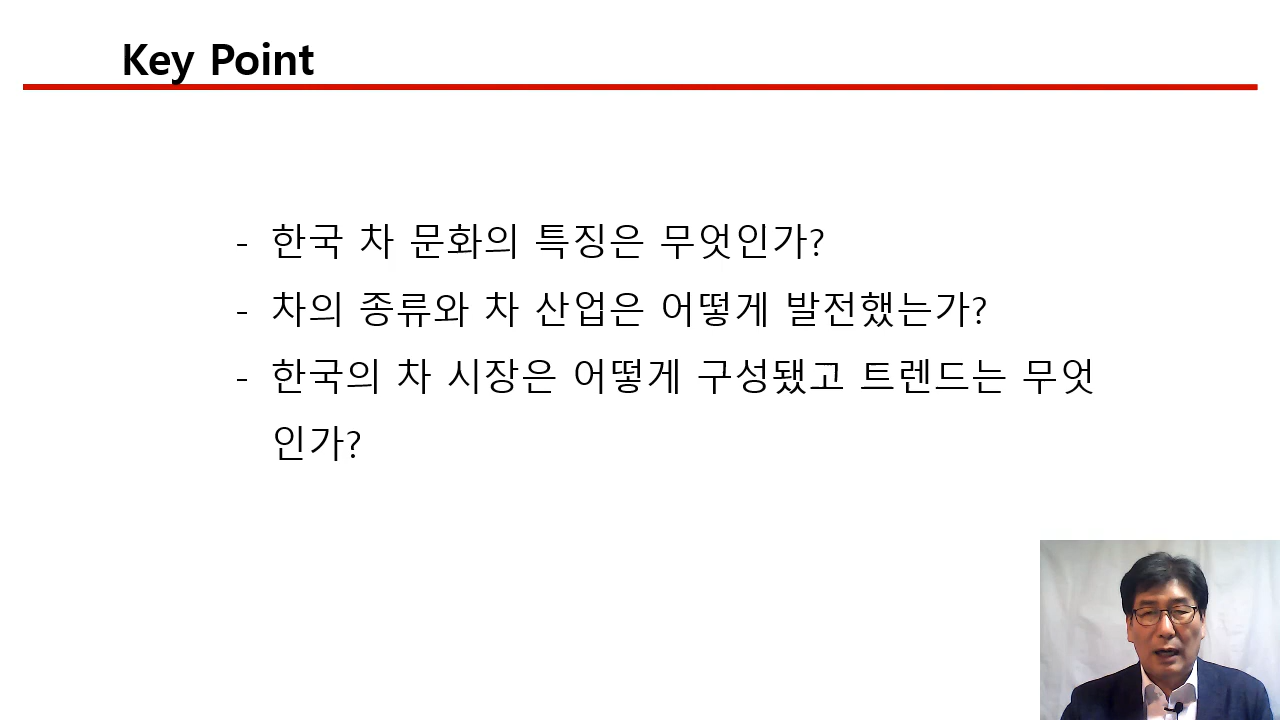 Key Point
- 한국 차 문화의 특징은 무엇인가?
- 차의 종류와 차 산업은 어떻게 발전했는가?
- 한국의 차 시장은 어떻게 구성됐고 트렌드는 무엇
인가?